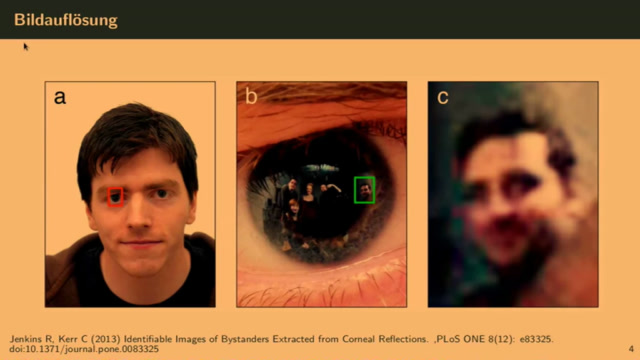 Bildauflösung
a
b
c
Jenkins R, Kerr C (2013) Identifiable Images of Bystanders Extracted from Corneal Reflections. ,PLoS ONE 8(12): e83325.
doi:10.1371/journal.pone.0083325
4